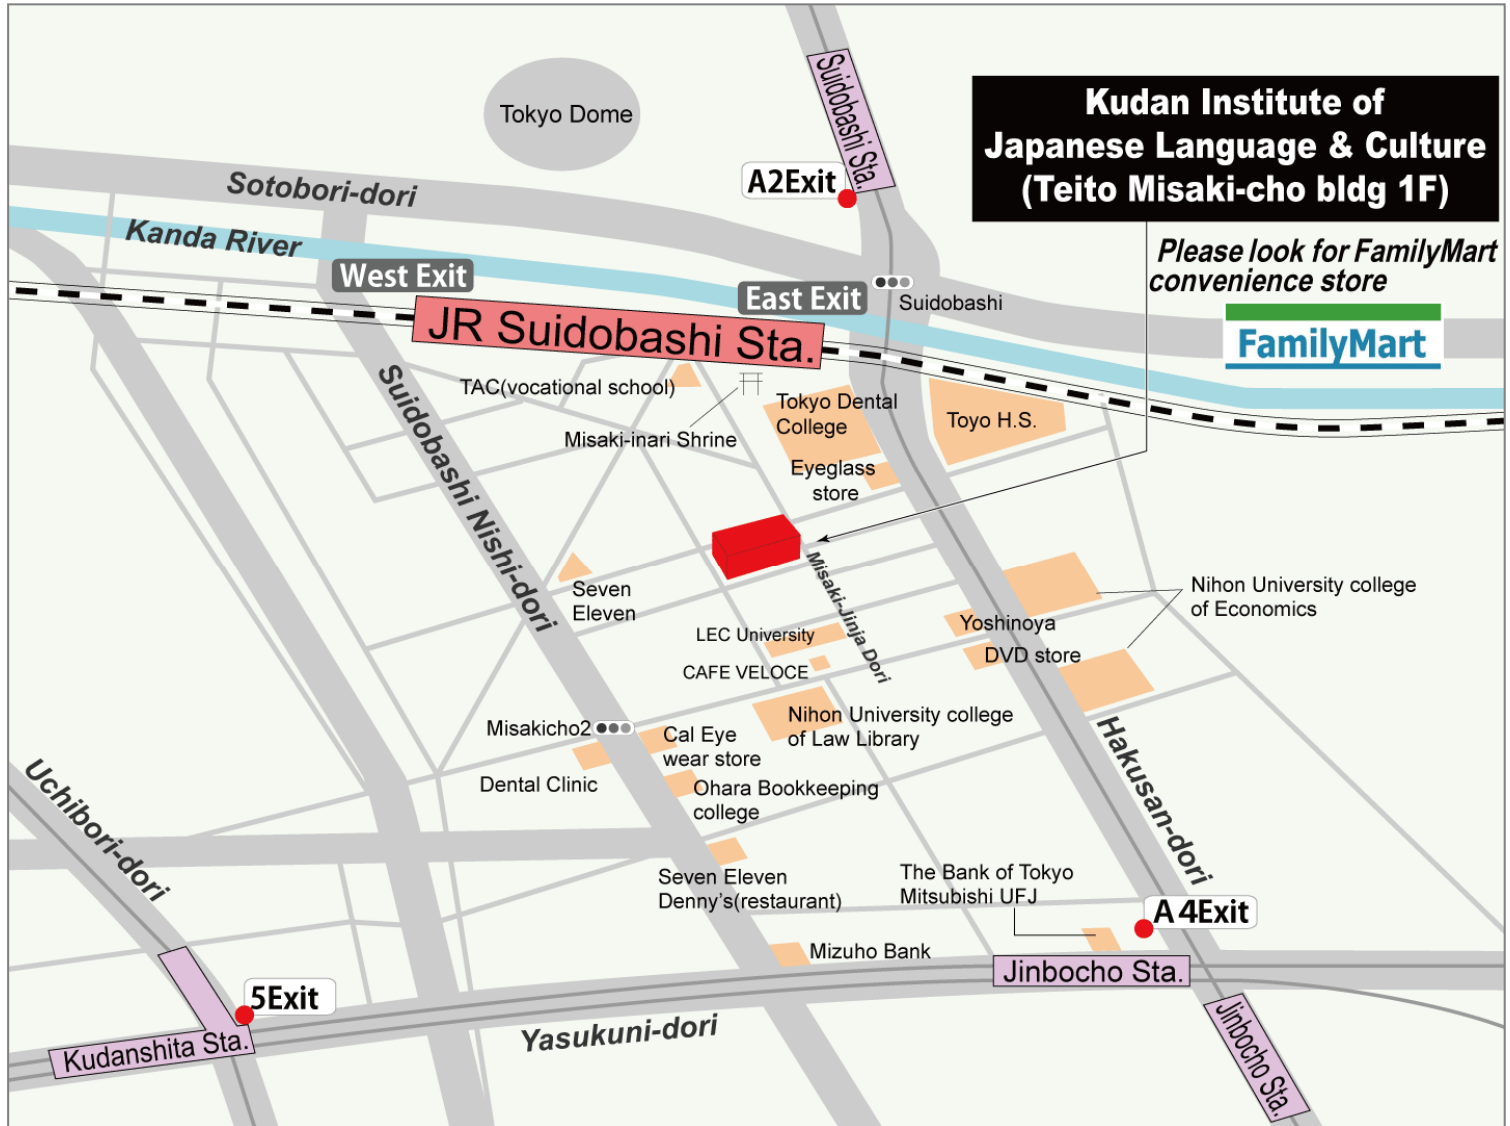 Suidobashi Sta.
Kudan Institute of
Japanese Language & Culture
(Teito Misaki-cho bldg 1F)
Tokyo Dome
A2Exit
Sotobori-dori
Kanda River
Please look for FamilyMart
convenience store
West Exit
East Exit
Suidobashi
FamilyMart
JR Suidobashi Sta.
TAC(vocational school)
Misaki-inari Shrine
Tokyo Dental
College
Toyo H.S.
Eyeglass
store
Suidobashi Nishi-dori
Misaki-Jinja Dori
Seven
Eleven
Nihon University college
of Economics
LEC University
Yoshinoya
DVD store
CAFE VELOCE
Nihon University college
of Law Library
Misakicho2
Cal Eye
wear store
Dental Clinic
Ohara Bookkeeping
college
Hakusan-dori
Uchibori-dori
Seven Eleven
Denny's(restaurant)
The Bank of Tokyo
Mitsubishi UFJ
A4Exit
Mizuho Bank
Jinbocho Sta.
5Exit
Yasukuni-dori
Kudanshita Sta.
Jinbocho Sta.